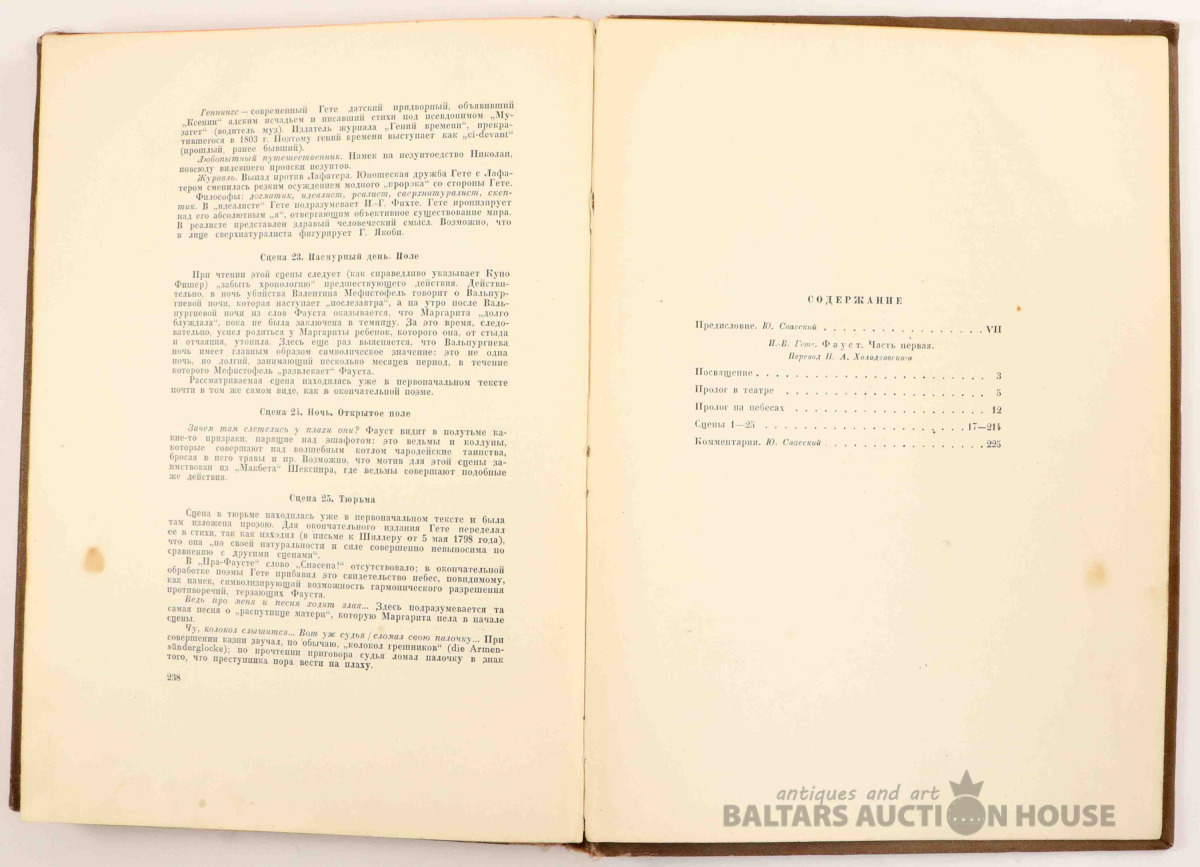 Геннингс — современный Гете датский придворный, объявивший
„Ксении“ адским исчадьем и писавший стихи под псевдонимом „Му-
загет“ (водитель муз). Издатель журнала „Гений времени“, прекра-
тившегося в 1803 г. Поэтому гений времени выступает как „ci-devant“
(прошлый, ранее бывший).
Любопытный путешественник. Намек на иезуитоедство Николаи,
повсюду видевшего происки иезуитов.
Журавль. Выпад против Лафатера. Юношеская дружба Гете с Лафа-
тером сменилась резким осуждением модного „прорэка“ со стороны Гете.
Философы: догматик, идеалист, реалист, сверхнатуралист, скеп-
тик. В „идеалисте“ Гете подразумевает И.-Г. Фихте. Гете иронизирует
над его абсолютным „я“, отвергающим объективное существование мира.
В реалисте представлен здравый человеческий смысл. Возможно, что
в лице сверхнатуралиста фигурирует Г. Якоби.
Сцена 23. Пасмурный день. Поле
При чтении этой сцены следует (как справедливо указывает Куно
Фишер) „забыть хронологию“ предшествующего действия. Действи-
тельно, в ночь убийства Валентина Мефистофель говорит о Вальпур-
гиевой ночи, которая наступает „послезавтра“, а на утро после Валь-
пургиевой ночи из слов Фауста оказывается, что Маргарита „долго
блуждала“, пока не была заключена в темницу. За это время, следо-
вательно, успел родиться у Маргариты ребенок, которого она, от стыда
и отчаяния, утопила. Здесь еще раз выясняется, что Вальпургиева
ночь имеет главным образом символическое значение: это не одна
ночь, но долгий, занимающий несколько месяцев период, в течение
которого Мефистофель „развлекает“ Фауста.
Рассматриваемая сцена находилась уже в первоначальном тексте
почти в том же самом виде, как в окончательной поэме.
Сцена 24. Ночь. Открытое поле
Зачем там слетелись у плахи они? Фауст видит в полутьме ка-
кие-то призраки, парящие над эшафотом: это ведьмы и колдуны,
которые совершают над волшебным котлом чародейские таинства,
бросая в него травы и пр. Возможно, что мотив для этой сцены за-
имствован из „Макбета“ Шекспира, где ведьмы совершают подобные
же действия.
Сцена 25. Тюрьма
Сцена в тюрьме находилась уже в первоначальном тексте и была
там изложена прозою. Для окончательного издания Гете переделал
ее в стихи, так как находил (в письме к Шиллеру от 5 мая 1798 года),
что она „по своей натуральности и силе совершенно невыносима по
сравнению с другими сценами“.
В „Пра-Фаусте“ слово „Спасена!“ отсутствовало; в окончательной
обработке поэмы Гете прибавил это свидетельство небес, повидимому,
как намек, символизирующий возможность гармонического разрешения
противоречий, терзающих Фауста.
Ведь про меня и песня ходит злая... Здесь подразумевается та
самая песня о „распутнице матери“, которую Маргарита пела в начале
сцены.
Чу, колокол слышится... Вот уж судья / сломал свою палочку... При
совершении казни звучал, по обычаю, „колокол грешников“ (die Armen-
sünderglocke); по прочтении приговора судья ломал палочку в знак
того, что преступника пора вести на плаху.
238
СОДЕРЖАНИЕ
Предисловие. Ю. Спасский . . . . . . . . . . . . . . . . . VII
И.-В. Гете. Фауст. Часть первая.
Перевод Н. А. Холодковского
Посвящение . . . . . . . . . . . . . . . . . . . . . . . . 3
Пролог в театре . . . . . . . . . . . . . . . . . . . . . . 5
Пролог на небесах . . . . . . . . . . . . . . . . . . . . . 12
Сцены 1—25 . . . . . . . . . . . . . . . . . . . . . 17—214
Комментарии. Ю. Спасский . . . . . . . . . . . . . . . . . 225
antiques and art
BALTARS AUCTION HOUSE